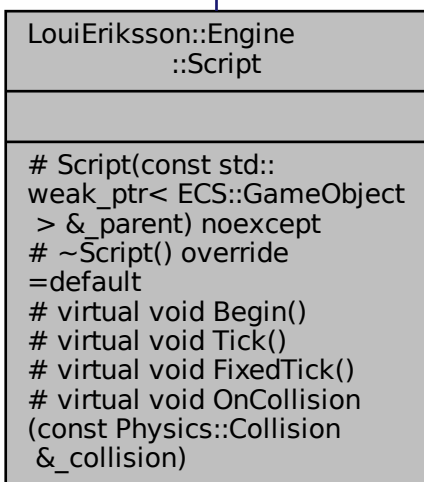 LouiEriksson::Engine
::Script
# Script(const std::
weak_ptr< ECS::GameObject
> &_parent) noexcept
# ~Script() override
=default
# virtual void Begin()
# virtual void Tick()
# virtual void FixedTick()
# virtual void OnCollision
(const Physics::Collision
&_collision)